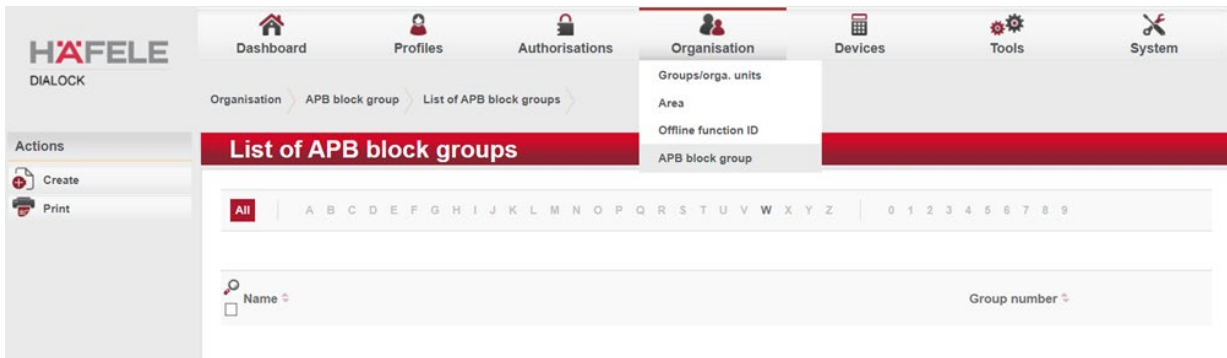 HÄFELE
DIALOCK
Dashboard Profiles Authorisations Organisation Devices Tools System
Groups/orga. units
Area
Offline function ID
APB block group
Organisation APB block group List of APB block groups
Actions
Create
Print
List of APB block groups
All A B C D E F G H I J K L M N O P Q R S T U V W X Y Z 0 1 2 3 4 5 6 7 8 9
Name Group number